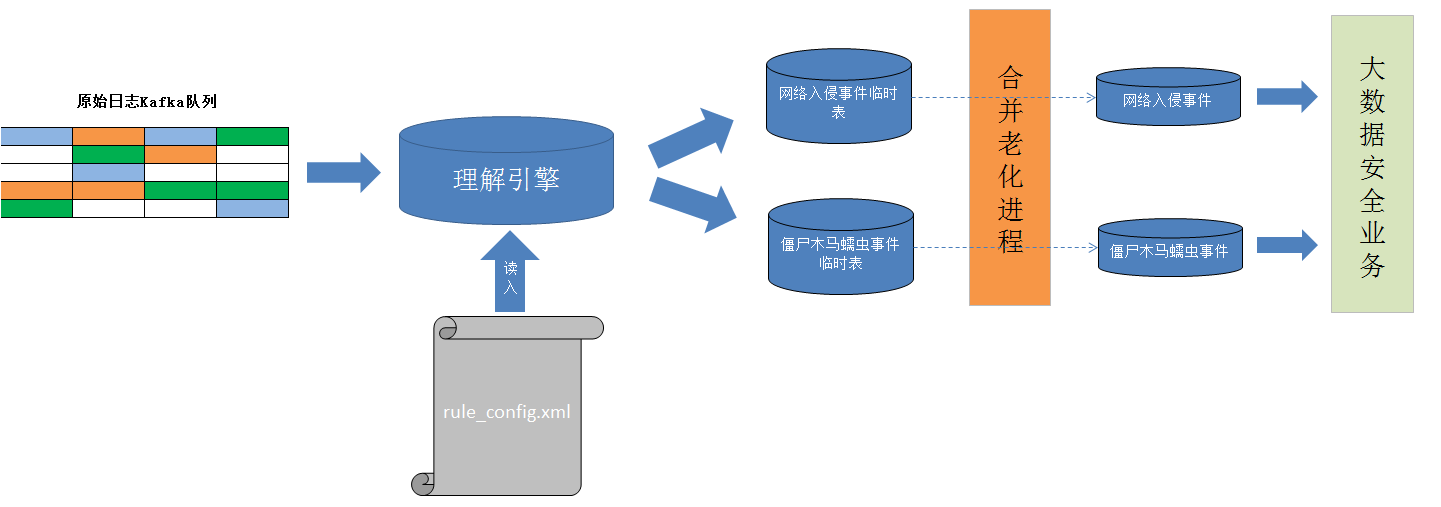 原始日志Kafka队列
理解引擎
读
入
rule_config.xml
网络入侵事件临时
表
僵尸木马蠕虫事件
临时表
合
并
老
化
进
程
网络入侵事件
僵尸木马蠕虫事件
大
数
据
安
全
业
务